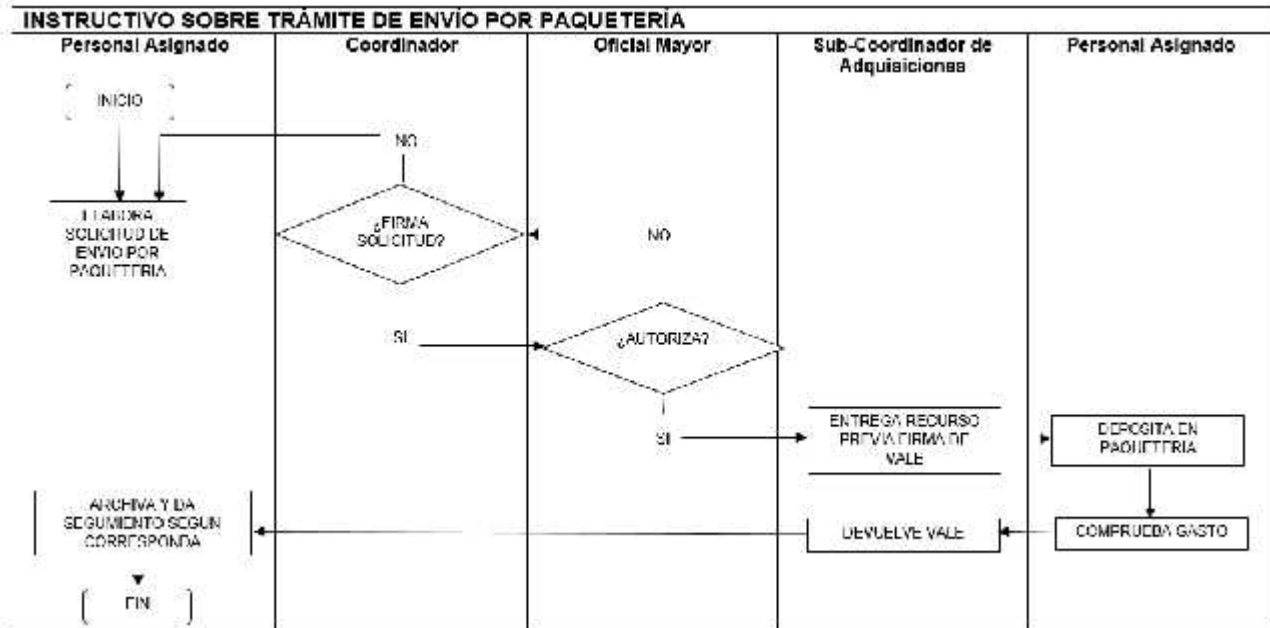 INSTRUCTIVO SOBRE TRÁMITE DE ENVÍO POR PAQUETERÍA
Personal Asignado
Coordinador
Oficial Mayor
Sub-Coordinador de
Adquisiciones
Personal Asignado
INICIO
NO
ELABORA
SOLICITUD DE
ENVIO POR
PAQUETERIA
¿FIRMA
SOLICITUD?
NO
SI
¿AUTORIZA?
SI
ENTREGA RECURSO
PREVIA FIRMA DE
VALE
DEPOSITA EN
PAQUETERIA
ARCHIVA Y DA
SEGUMIENTO SEGUN
CORRESPONDA
DEVUELVE VALE
COMPRUEBA GASTO
FIN